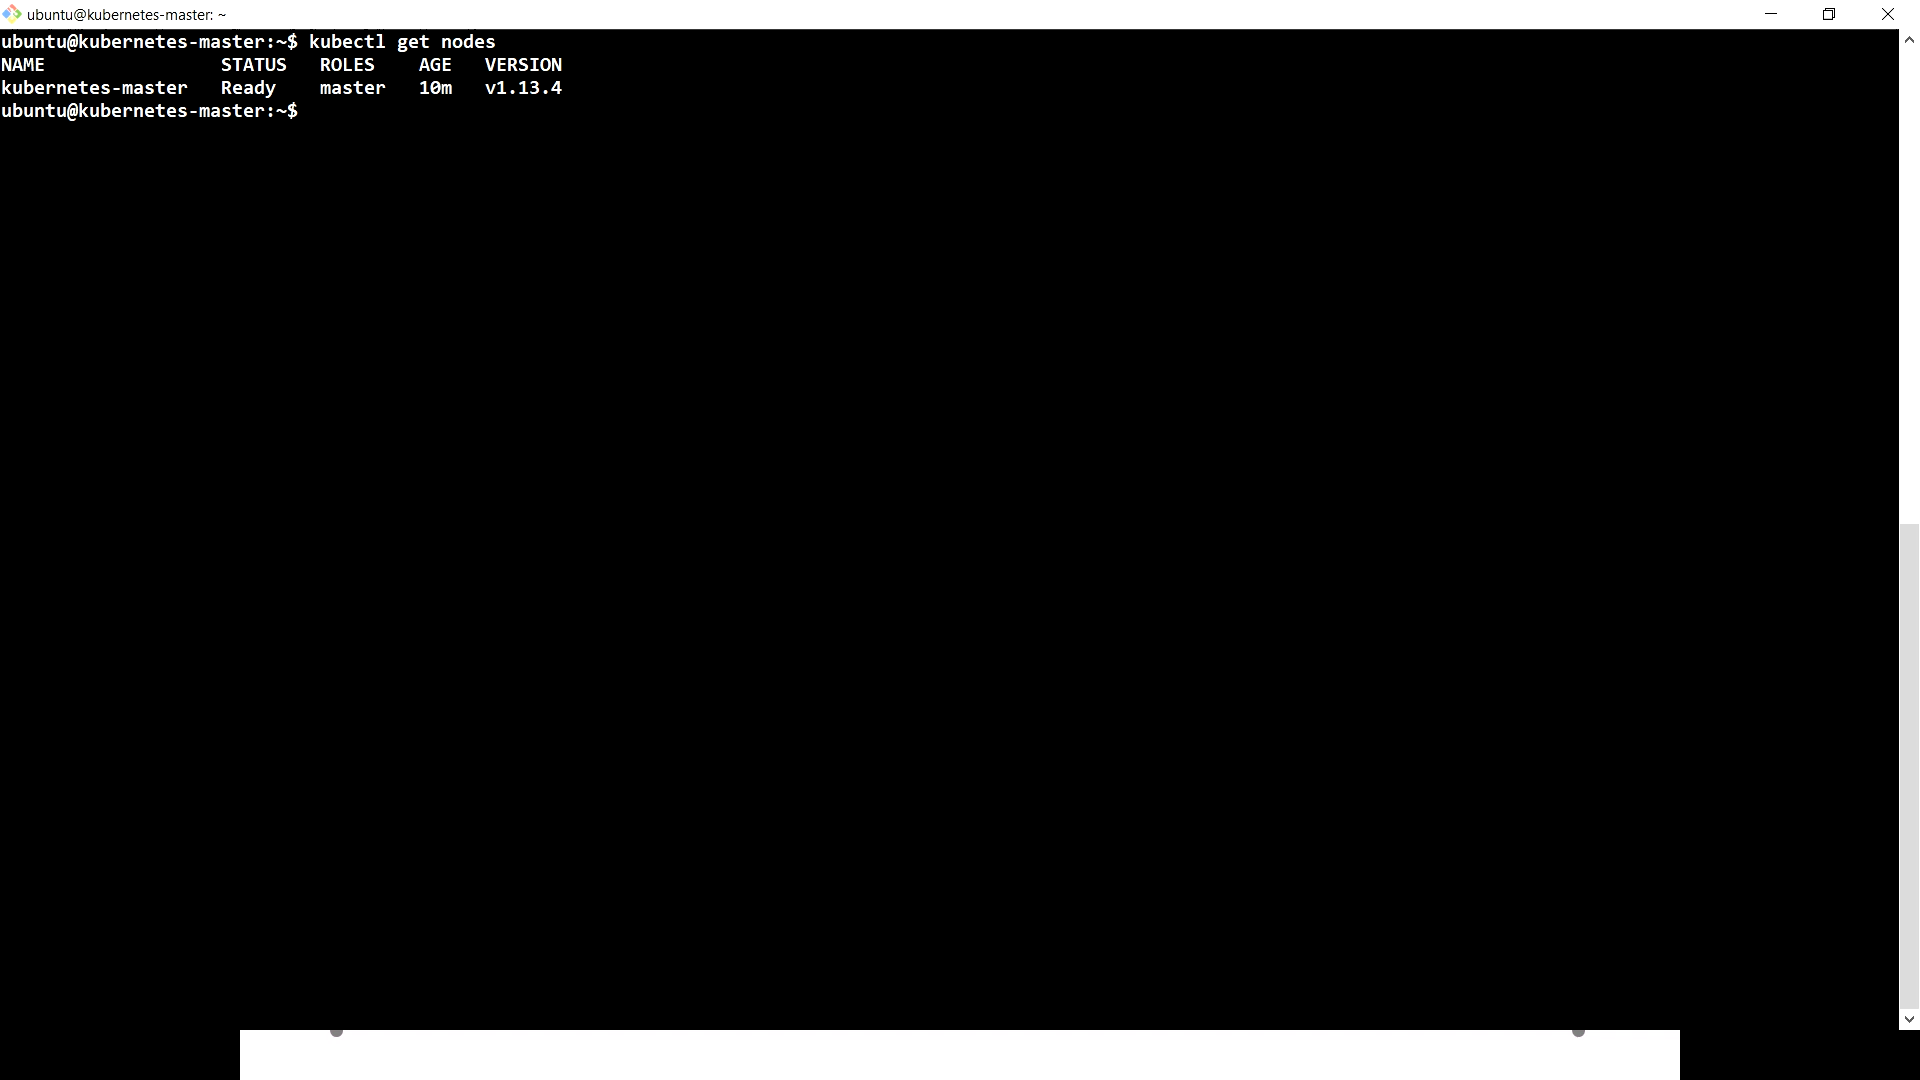 ubuntu@kubernetes-master: ~
ubuntu@kubernetes-master:~$ kubectl get nodes
NAME                STATUS   ROLES    AGE   VERSION
kubernetes-master   Ready    master   10m   v1.13.4
ubuntu@kubernetes-master:~$